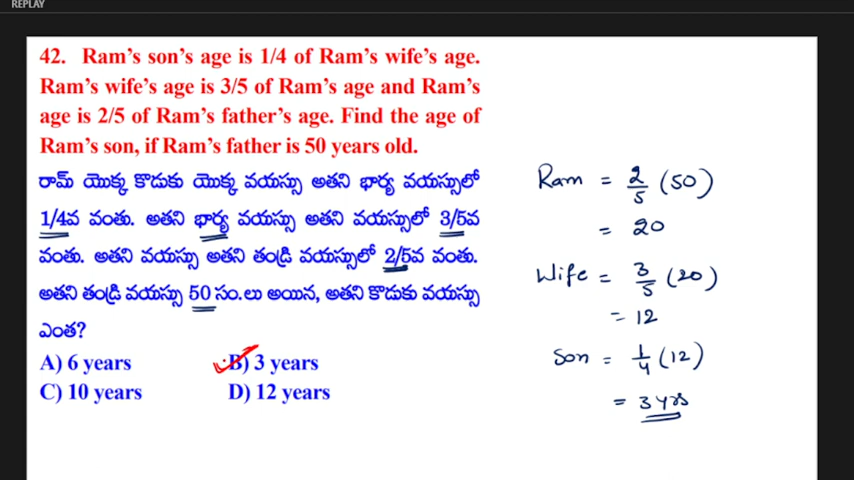 REPLAY
42. Ram's son's age is 1/4 of Ram's wife's age.
Ram's wife's age is 3/5 of Ram's age and Ram's
age is 2/5 of Ram's father's age. Find the age of
Ram's son, if Ram's father is 50 years old.
రామ్ యొక్క కొడుకు యొక్క వయస్సు అతని భార్య వయస్సులో
1/4వ వంతు. అతని భార్య వయస్సు అతని వయస్సులో 3/5వ
వంతు. అతని వయస్సు అతని తండ్రి వయస్సులో 2/5వ వంతు.
అతని తండ్రి వయస్సు 50 సం.లు అయిన, అతని కొడుకు వయస్సు
ఎంత?
A) 6 years B) 3 years
C) 10 years D) 12 years
Ram = 2/5 (50)
= 20
Wife = 3/5 (20)
= 12
Son = 1/4 (12)
= 3 yrs